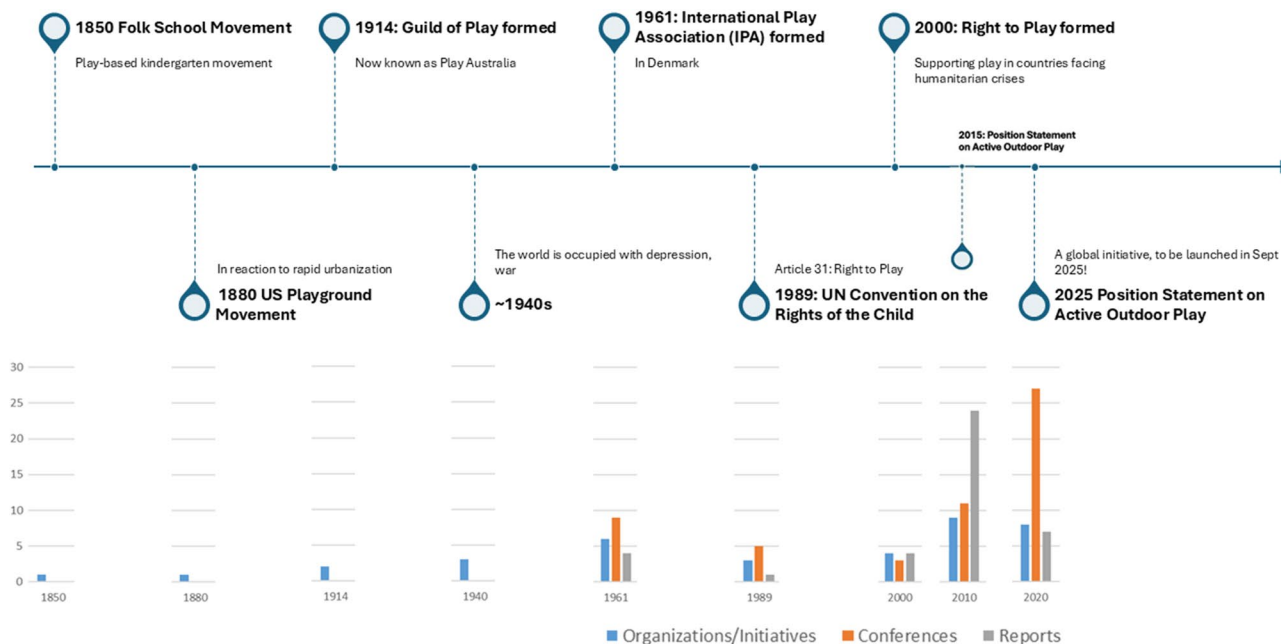 1850 Folk School Movement
Play-based kindergarten movement
1914: Guild of Play formed
Now known as Play Australia
1961: International Play
Association (IPA) formed
In Denmark
2000: Right to Play formed
Supporting play in countries facing
humanitarian crises
2015: Position Statement
on Active Outdoor Play
In reaction to rapid urbanization
1880 US Playground
Movement
The world is occupied with depression,
war
~1940s
Article 31: Right to Play
1989: UN Convention on the
Rights of the Child
A global initiative, to be launched in Sept
2025!
2025 Position Statement on
Active Outdoor Play
30
25
20
15
10
5
0
1850
1880
1914
1940
1961
1989
2000
2010
2020
Organizations/Initiatives
Conferences
Reports